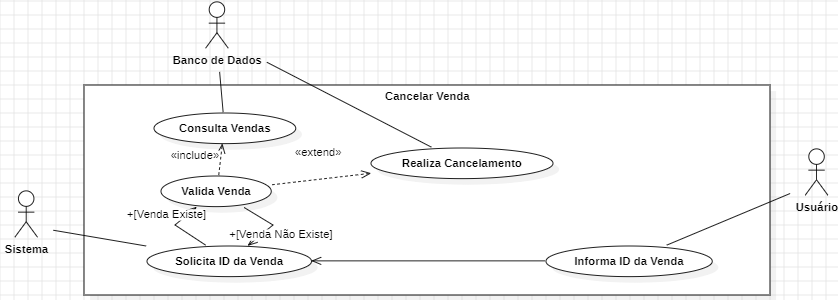 Banco de Dados
Cancelar Venda
Consulta Vendas
«include»
«extend»
Realiza Cancelamento
Valida Venda
Usuário
+[Venda Existe]
+[Venda Não Existe]
Sistema
Solicita ID da Venda
Informa ID da Venda